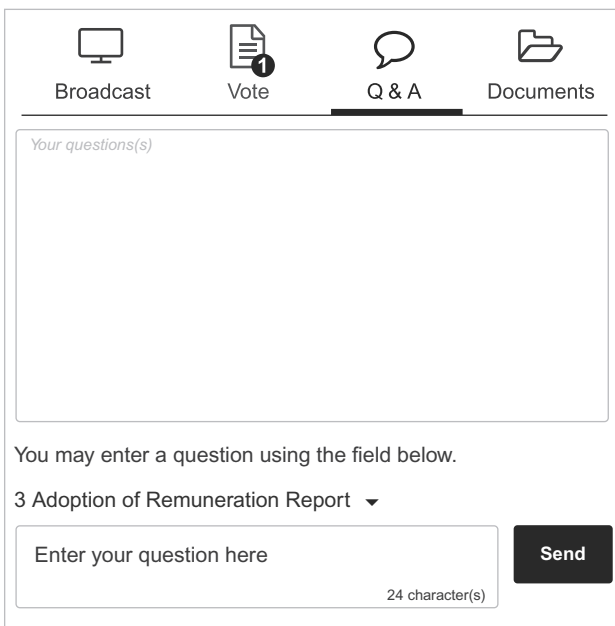 1
Broadcast Vote Q & A Documents
Your questions(s)
You may enter a question using the field below.
3 Adoption of Remuneration Report
Enter your question here
Send
24 character(s)